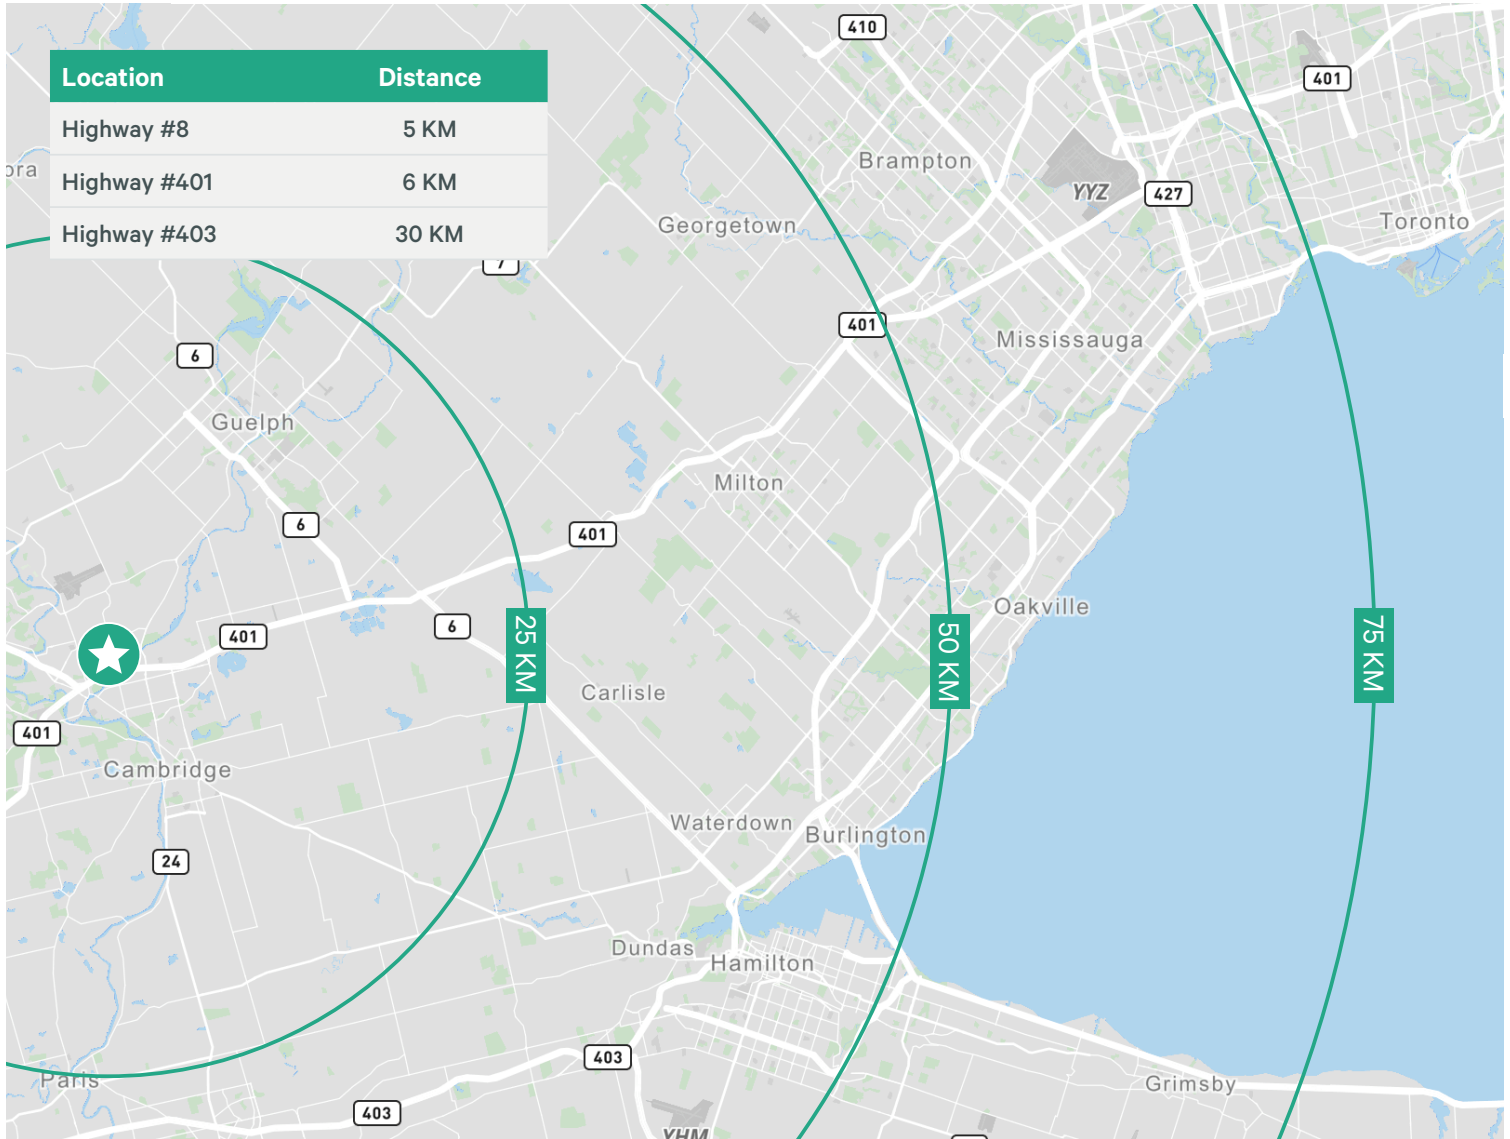 Location Distance
Highway #8 5 KM
Highway #401 6 KM
Highway #403 30 KM
410
401
Brampton
YYZ
427
Toronto
Georgetown
7
401
Mississauga
6
Guelph
Milton
6
401
Oakville
6
401
25 KM
50 KM
75 KM
Carlisle
401
Cambridge
Waterdown
Burlington
24
Dundas
Hamilton
403
Paris
Grimsby
403
YHM